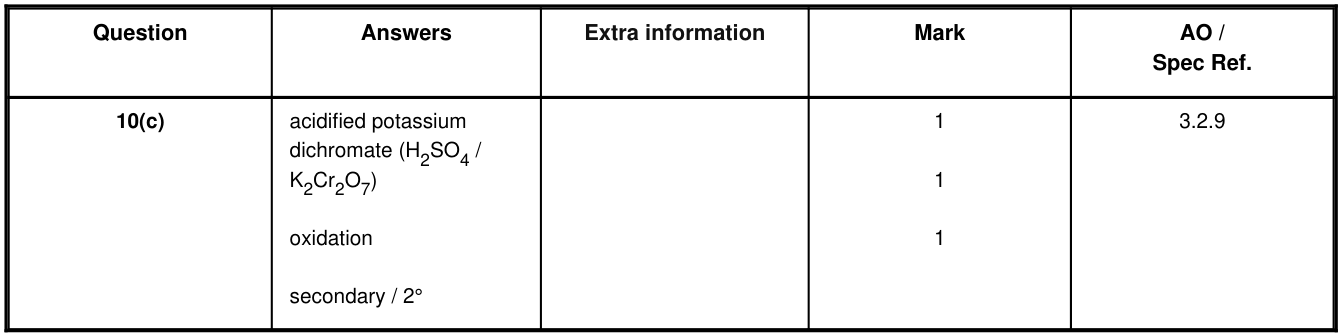 Question Answers Extra information Mark AO /
Spec Ref.
10(c) acidified potassium 1 3.2.9
dichromate (H₂SO₄ /
K₂Cr₂O₇) 1
oxidation 1
secondary / 2°